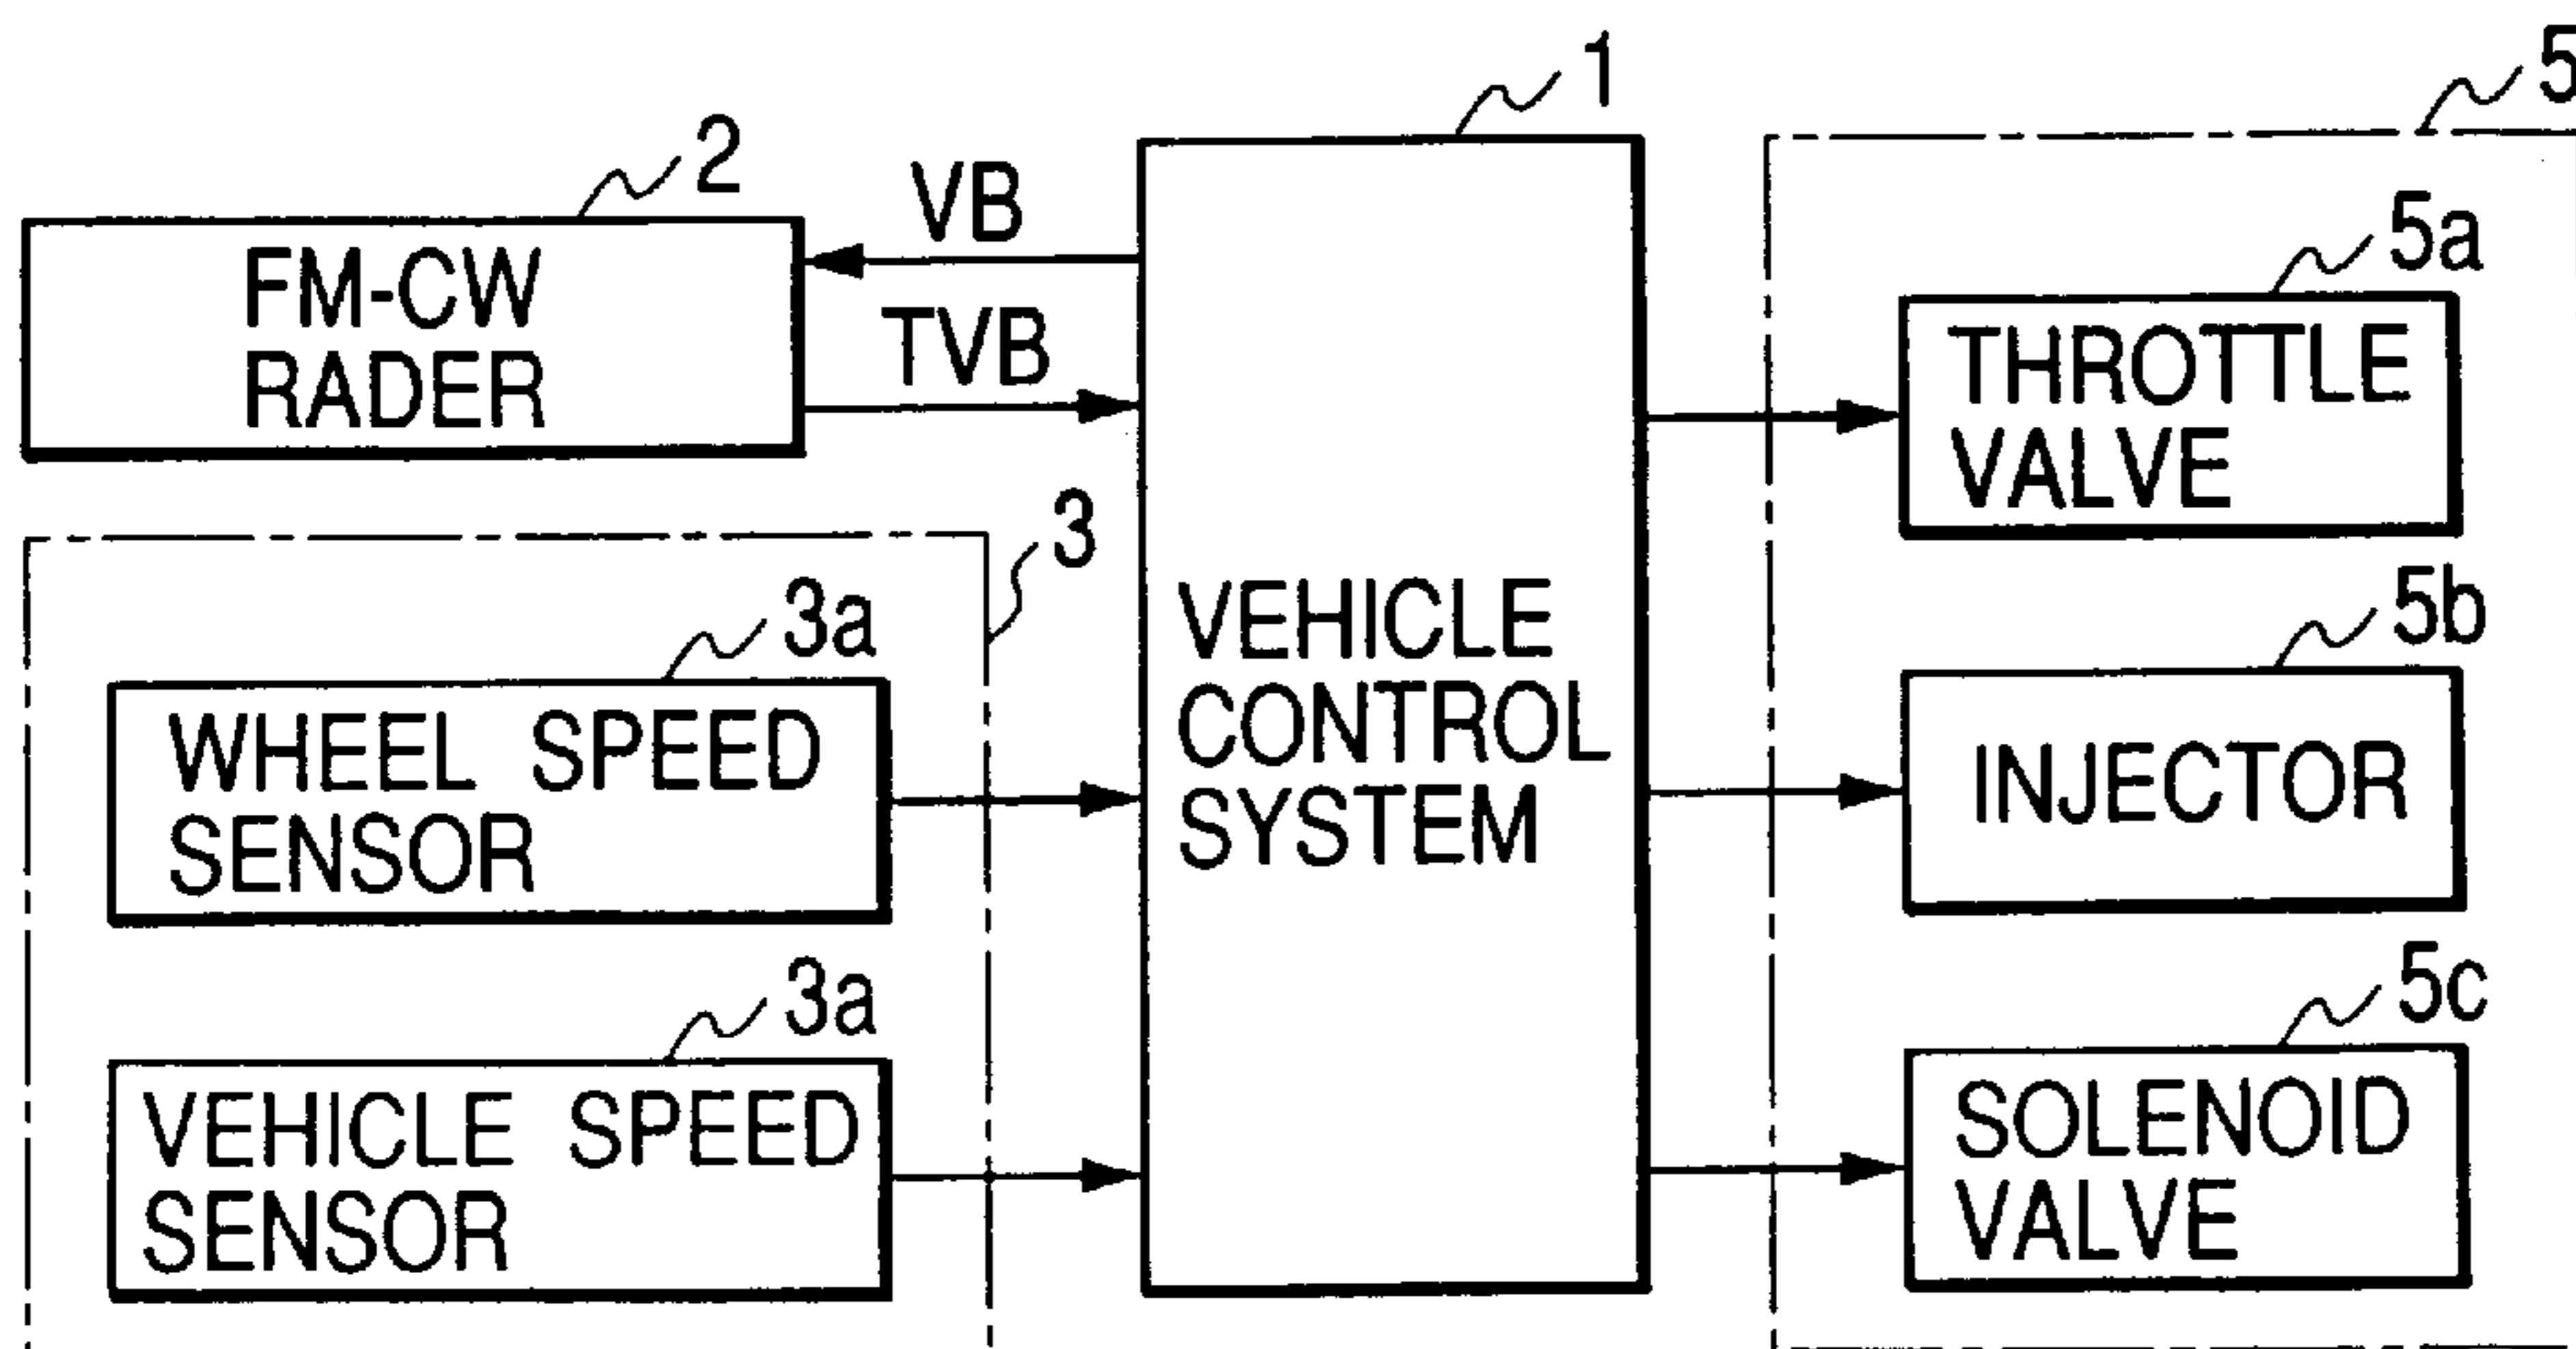 1
5
2
VB
FM-CW
RADER
TVB
5a
THROTTLE
VALVE
3
3a
WHEEL SPEED
SENSOR
VEHICLE
CONTROL
SYSTEM
5b
INJECTOR
3a
VEHICLE SPEED
SENSOR
5c
SOLENOID
VALVE